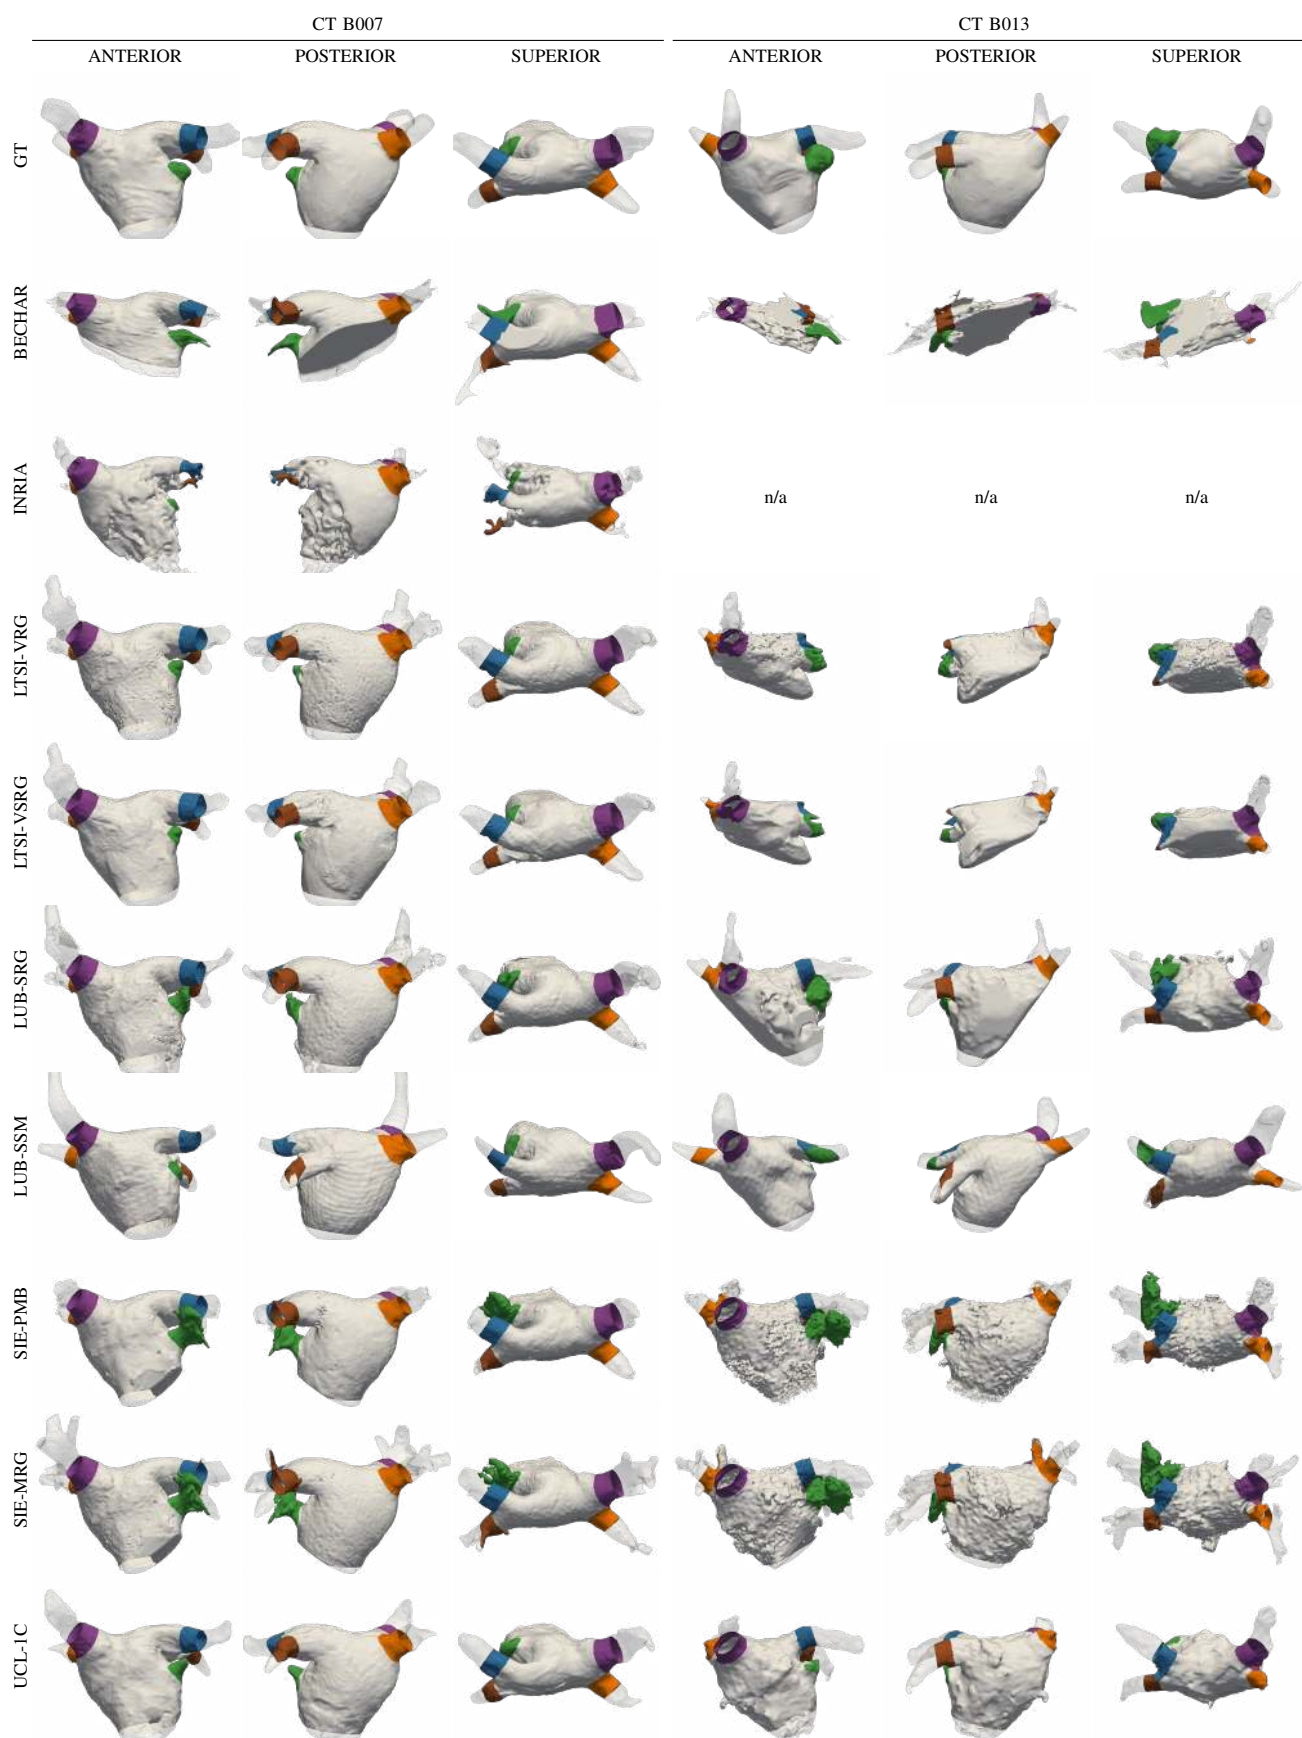 CT B007 CT B013
ANTERIOR POSTERIOR SUPERIOR ANTERIOR POSTERIOR SUPERIOR
GT
BECHAR
INRIA
n/a n/a n/a
LTSI-VRG
LTSI-VSRG
LUB-SRG
LUB-SSM
SIE-PMB
SIE-MRG
UCL-1C